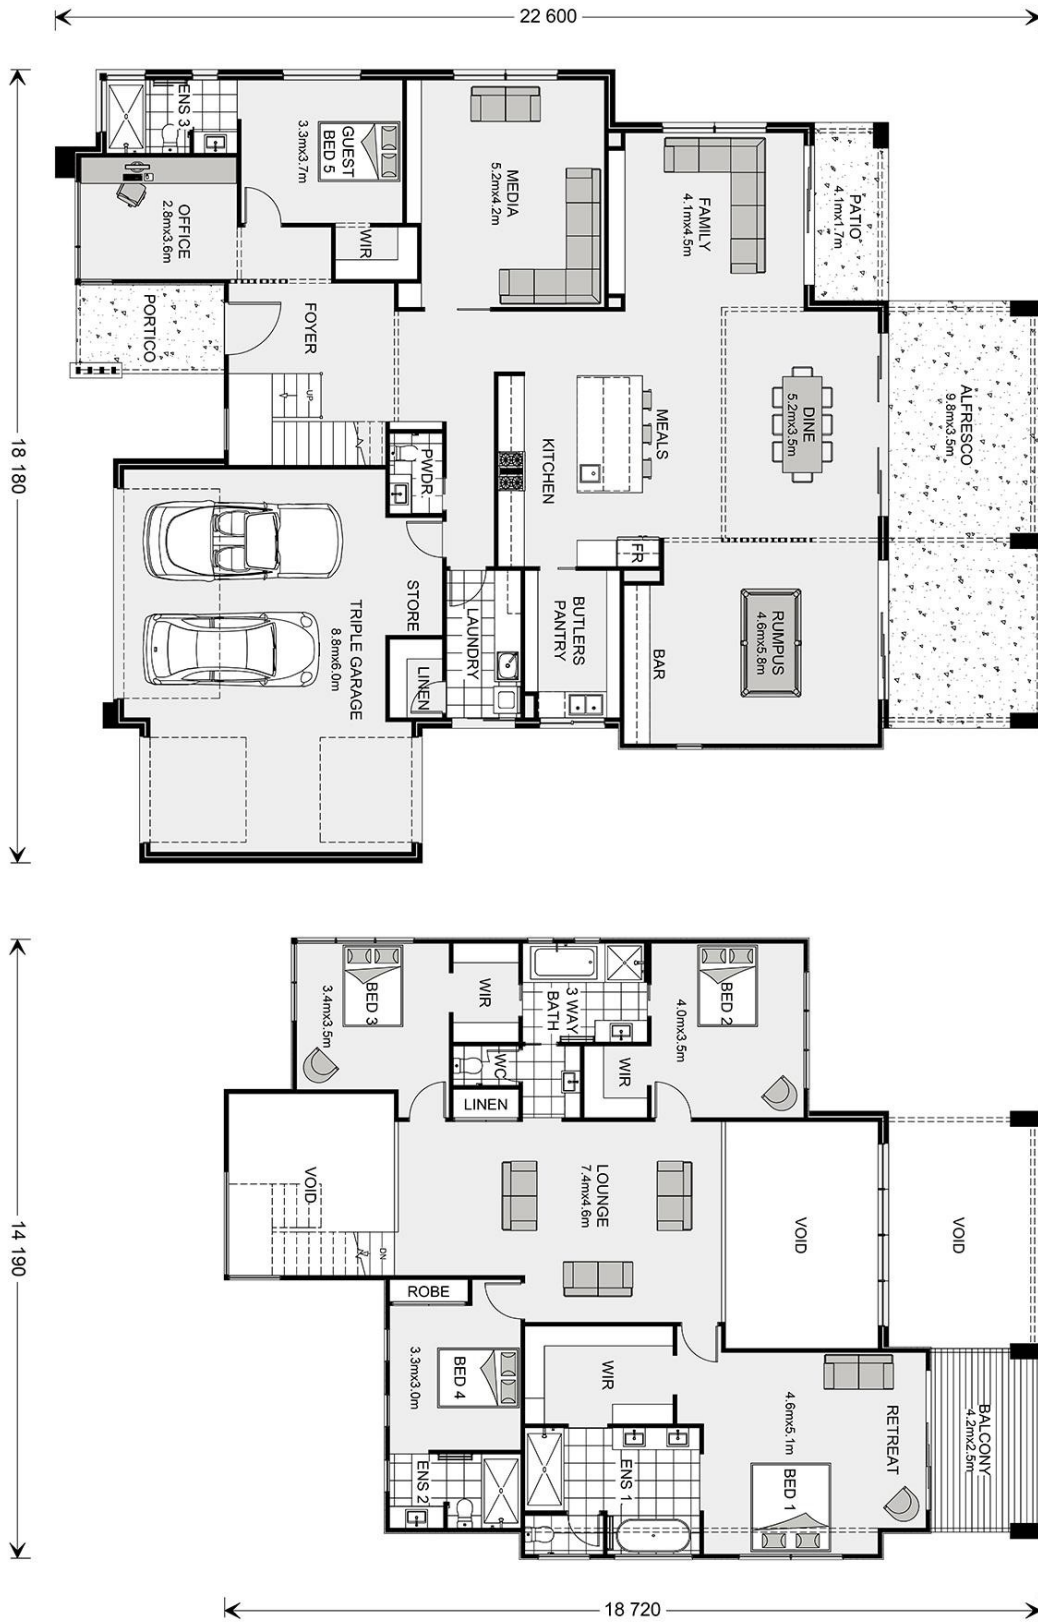 22 600
18 180
ENS 3
GUEST
BED 5
3.3mx3.7m
MEDIA
5.2mx4.2m
FAMILY
4.1mx4.5m
PATIO
4.1mx1.7m
OFFICE
2.8mx3.6m
WIR
PORTICO
FOYER
UP
PWDR.
KITCHEN
MEALS
DINE
5.2mx3.5m
ALFRESCO
9.8mx3.5m
FR
STORE
TRIPLE GARAGE
8.8mx6.0m
LINEN
LAUNDRY
BUTLERS
PANTRY
BAR
RUMPUS
4.6mx5.8m
14 190
BED 3
3.4mx3.5m
WIR
3 WAY
BATH
BED 2
4.0mx3.5m
WC
WIR
LINEN
VOID
DN
LOUNGE
7.4mx4.6m
VOID
VOID
ROBE
BED 4
3.3mx3.0m
WIR
ENS 2
ENS 1
BED 1
4.6mx5.1m
RETREAT
BALCONY
4.2mx2.5m
18 720